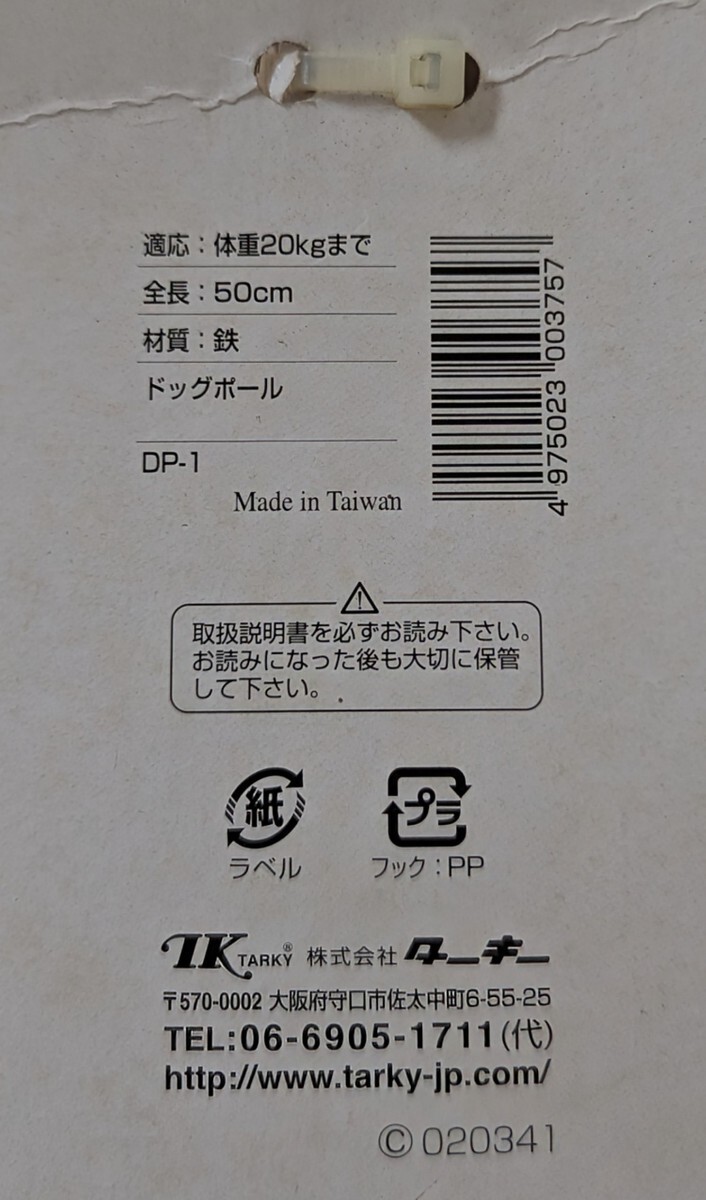 適応：体重20kgまで
全長：50cm
材質：鉄
ドッグポール
DP-1
Made in Taiwan
4 975023 003757
取扱説明書を必ずお読み下さい。
お読みになった後も大切に保管
して下さい。
紙
ラベル
プラ
フック：PP
TK TARKY® 株式会社 ターキー
〒570-0002 大阪府守口市佐太中町6-55-25
TEL:06-6905-1711(代)
http://www.tarky-jp.com/
©020341